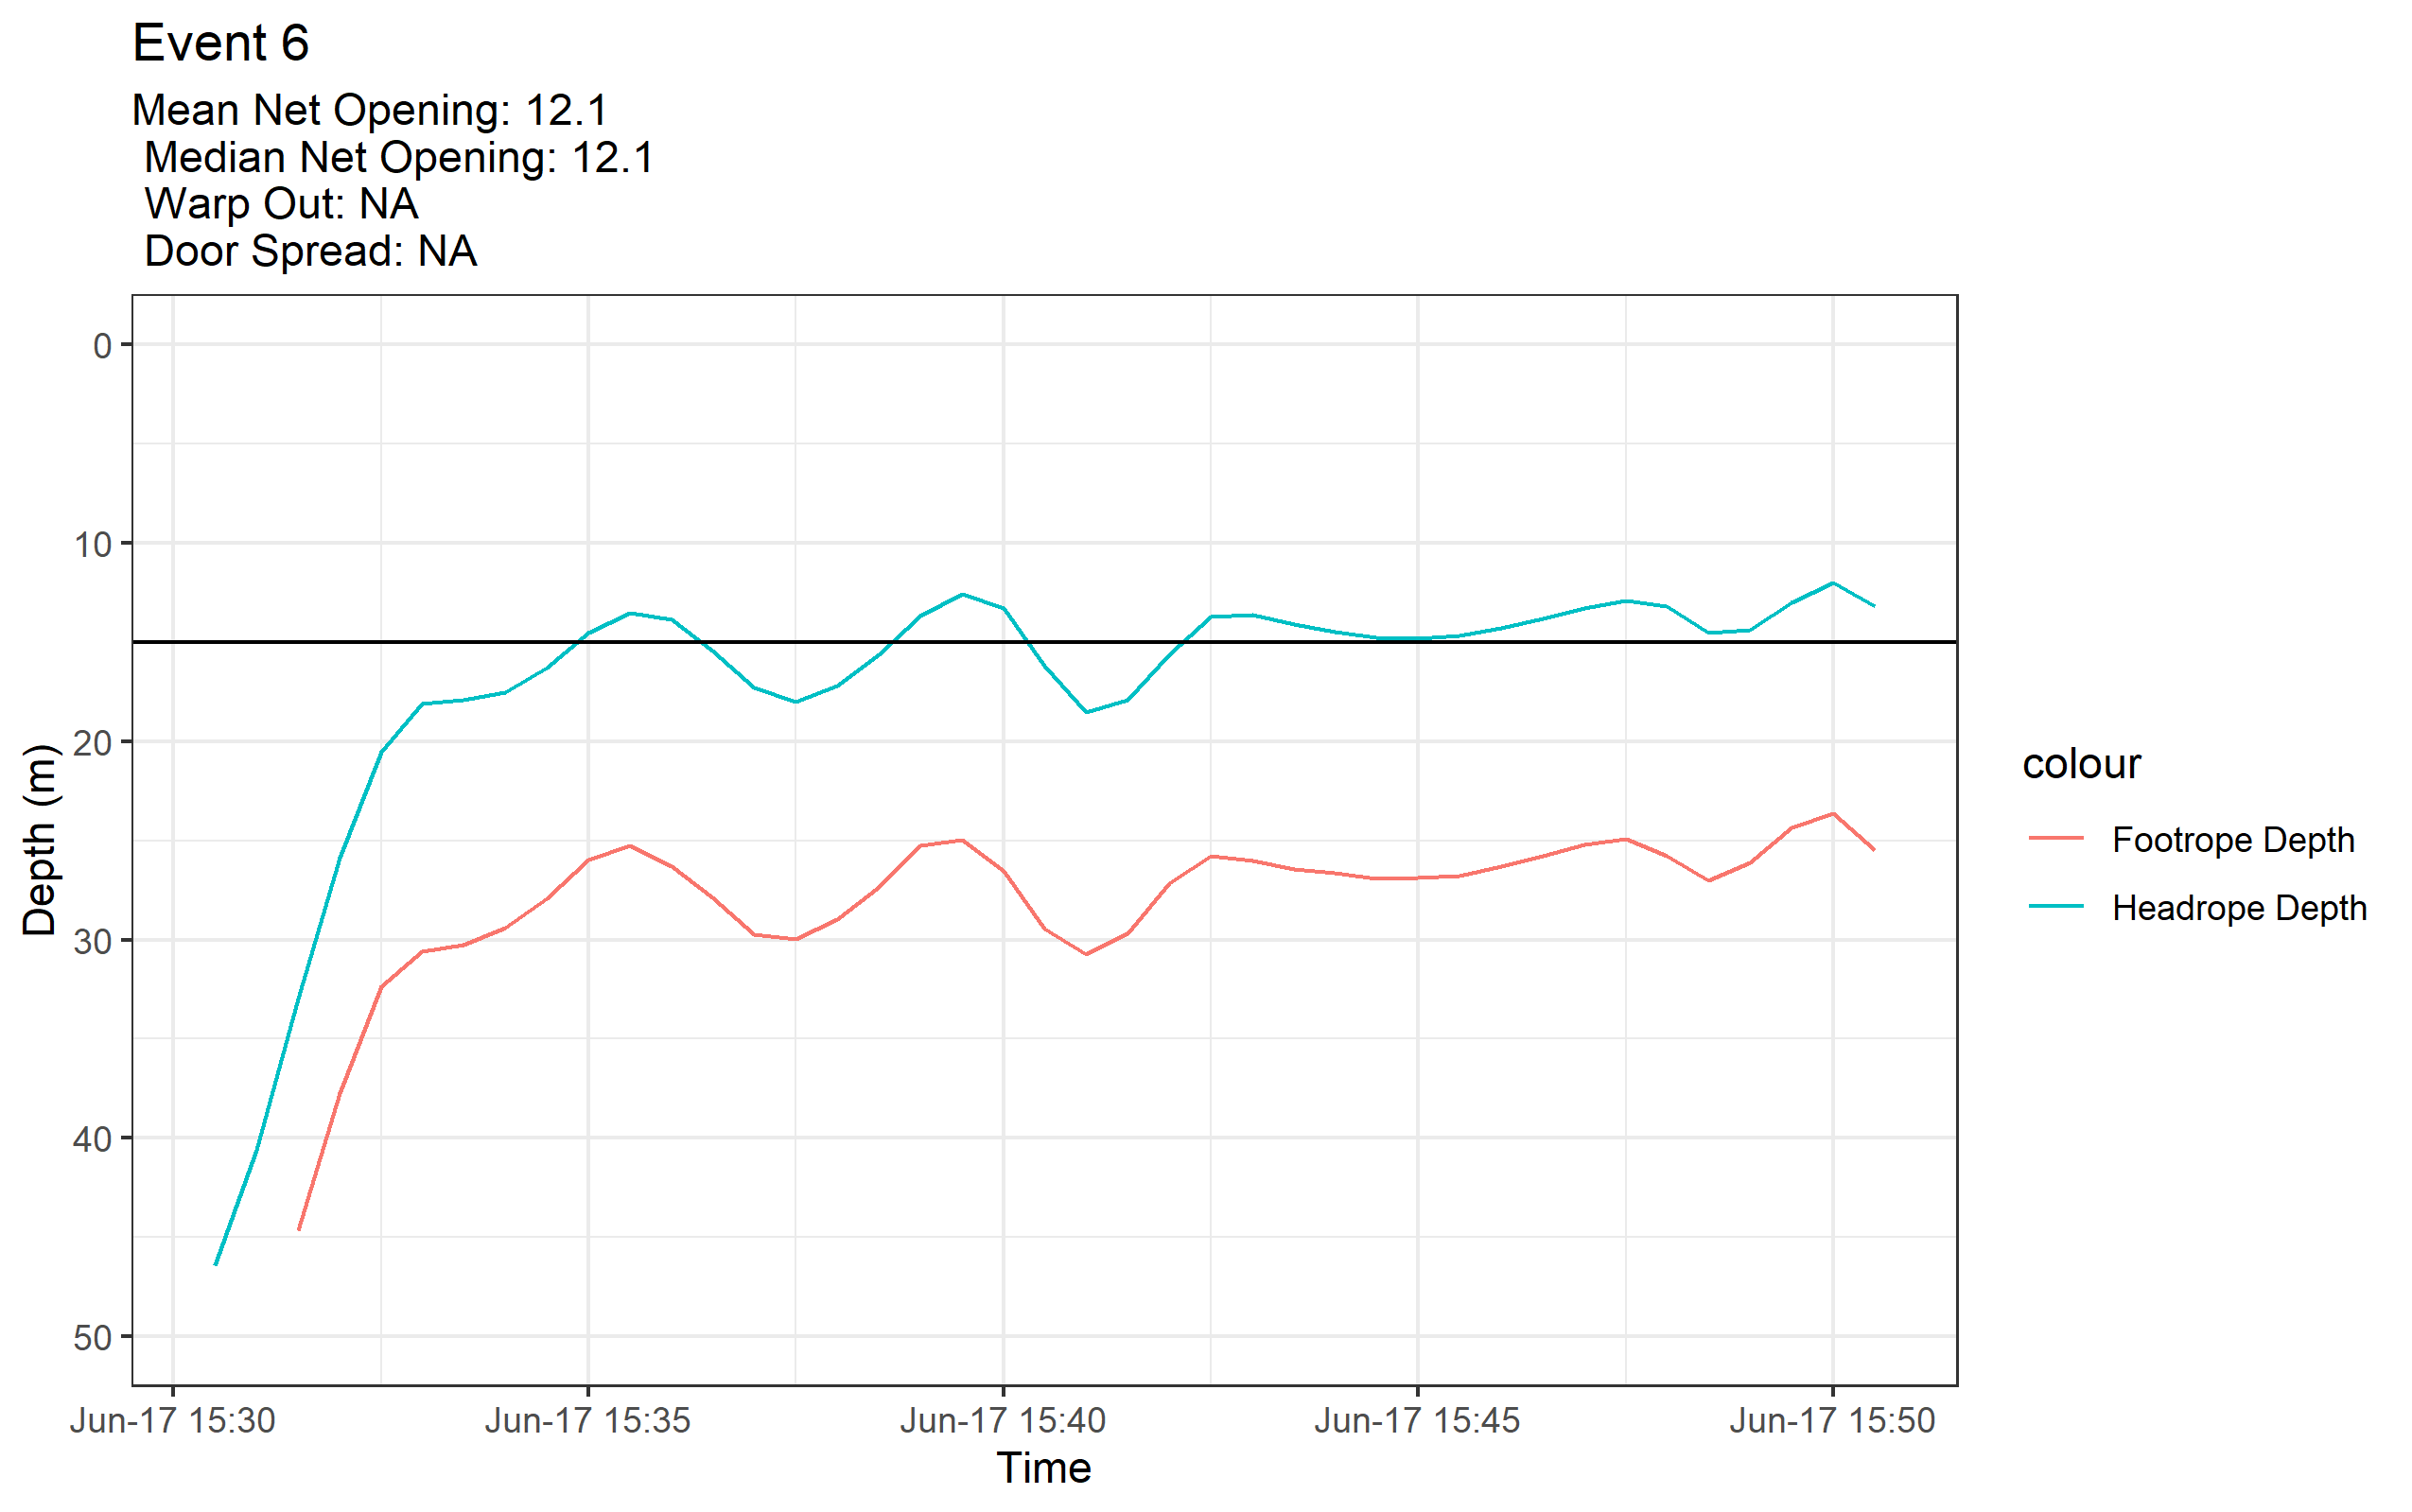 Event 6
Mean Net Opening: 12.1
Median Net Opening: 12.1
Warp Out: NA
Door Spread: NA
0
10
20
30
40
50
Depth (m)
Jun-17 15:30
Jun-17 15:35
Jun-17 15:40
Jun-17 15:45
Jun-17 15:50
Time
colour
Footrope Depth
Headrope Depth